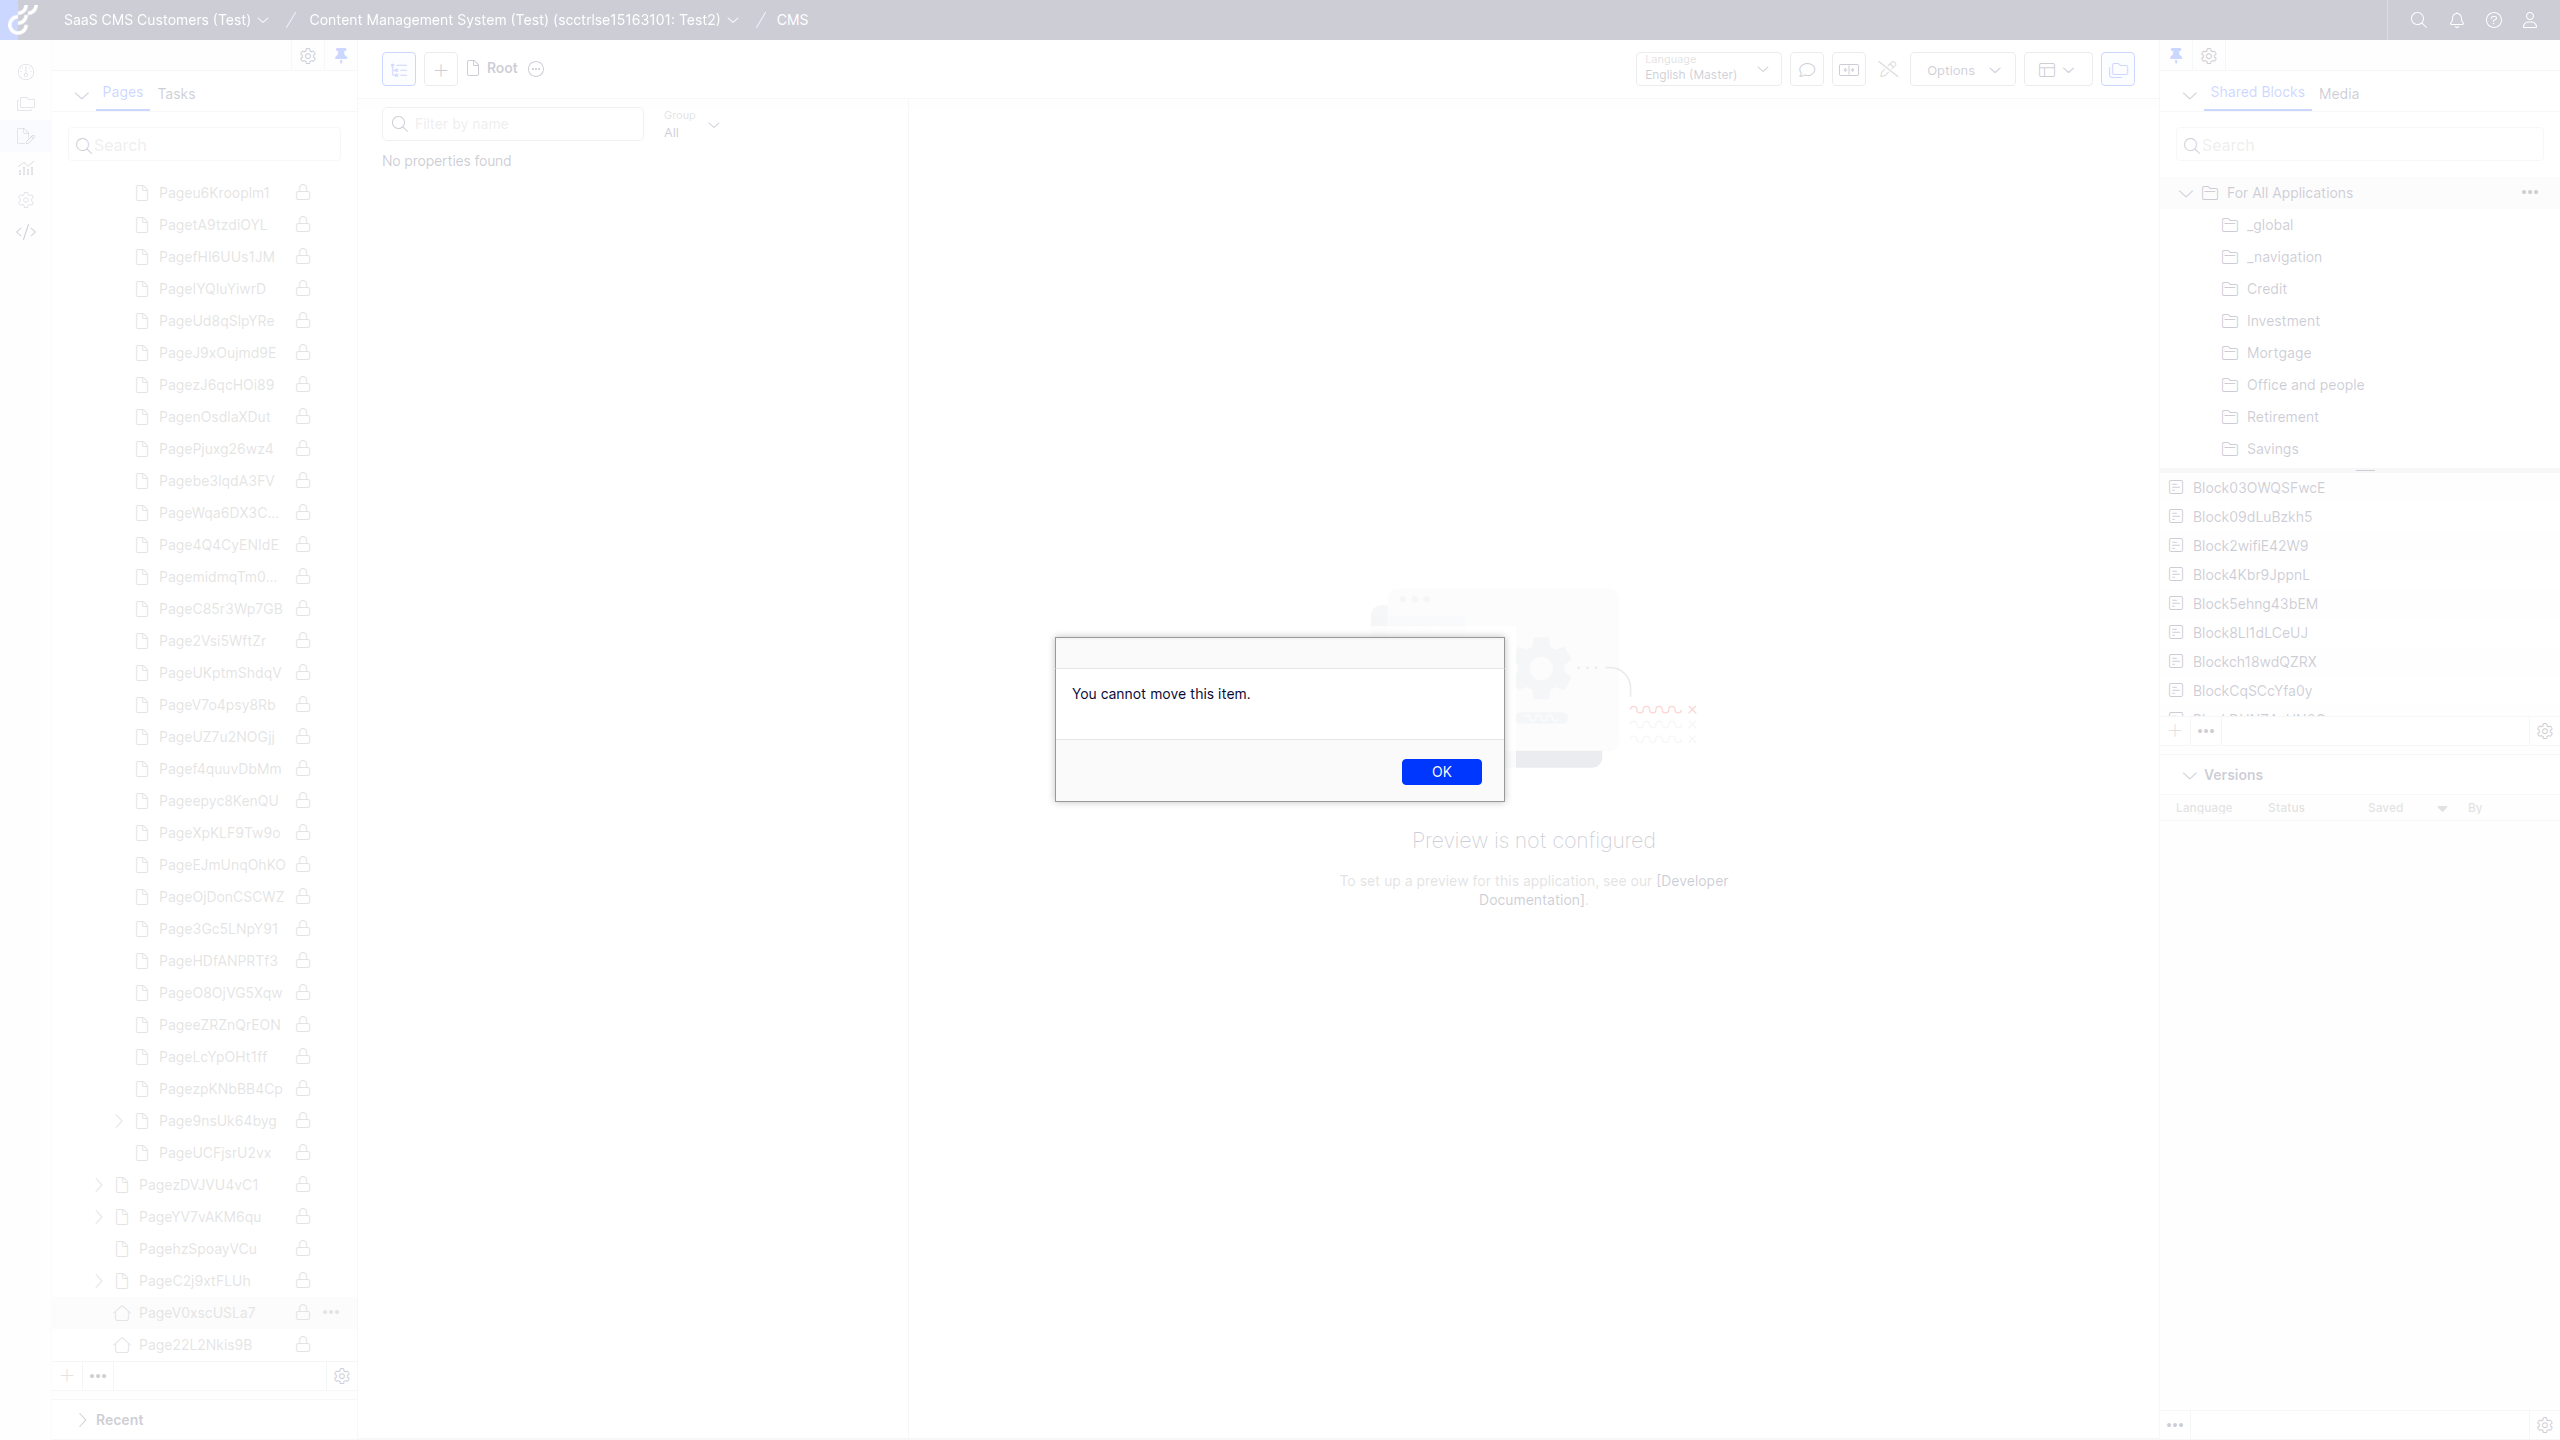 SaaS CMS Customers (Test)
Content Management System (Test) (scctrlse15163101: Test2)
CMS
Pages
Tasks
Search
Pageu6Krooplm1
PagetA9tzdiOYL
PagefHI6UUs1JM
PageIYQluYiwrD
PageUd8qSlpYRe
PageJ9xOujmd9E
PagezJ6qcHOi89
PagenOsdlaXDut
PagePjuxg26wz4
Pagebe3lqdA3FV
PageWqa6DX3C...
Page4Q4CyENIdE
PagemidmqTm0...
PageC85r3Wp7GB
Page2Vsi5WftZr
PageUKptmShdqV
PageV7o4psy8Rb
PageUZ7u2NOGjj
Pagef4quuvDbMm
Pageepyc8KenQU
PageXpKLF9Tw9o
PageEJmUnqOhKO
PageOjDonCSCWZ
Page3Gc5LNpY91
PageHDfANPRTf3
PageO8OjVG5Xqw
PageeZRZnQrEON
PageLcYpOHt1ff
PagezpKNbBB4Cp
Page9nsUk64byg
PageUCFjsrU2vx
PagezDVJVU4vC1
PageYV7vAKM6qu
PagehzSpoayVCu
PageC2j9xtFLUh
PageV0xscUSLa7
Page22L2Nkis9B
Recent
Root
Language
English (Master)
Options
Filter by name
Group
All
No properties found
You cannot move this item.
OK
Preview is not configured
To set up a preview for this application, see our [Developer
Documentation].
Shared Blocks
Media
Search
For All Applications
_global
_navigation
Credit
Investment
Mortgage
Office and people
Retirement
Savings
Block03OWQSFwcE
Block09dLuBzkh5
Block2wifiE42W9
Block4Kbr9JppnL
Block5ehng43bEM
Block8LI1dLCeUJ
Blockch18wdQZRX
BlockCqSCcYfa0y
Versions
Language
Status
Saved
By